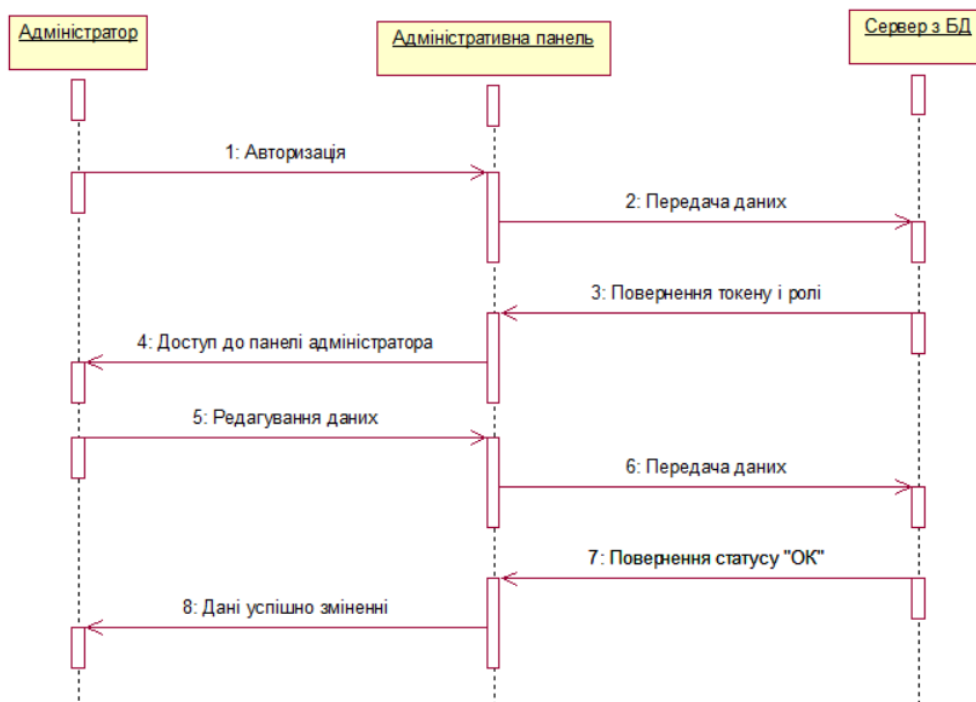 Адміністратор
Адміністративна панель
Сервер з БД
1: Авторизація
2: Передача даних
3: Повернення токену і ролі
4: Доступ до панелі адміністратора
5: Редагування даних
6: Передача даних
7: Повернення статусу "ОК"
8: Дані успішно зміненні